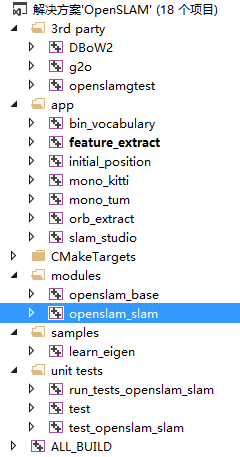 解决方案'OpenSLAM' (18 个项目)
3rd party
DBoW2
g2o
openslamgtest
app
bin_vocabulary
feature_extract
initial_position
mono_kitti
mono_tum
orb_extract
slam_studio
CMakeTargets
modules
openslam_base
openslam_slam
samples
learn_eigen
unit tests
run_tests_openslam_slam
test
test_openslam_slam
ALL_BUILD